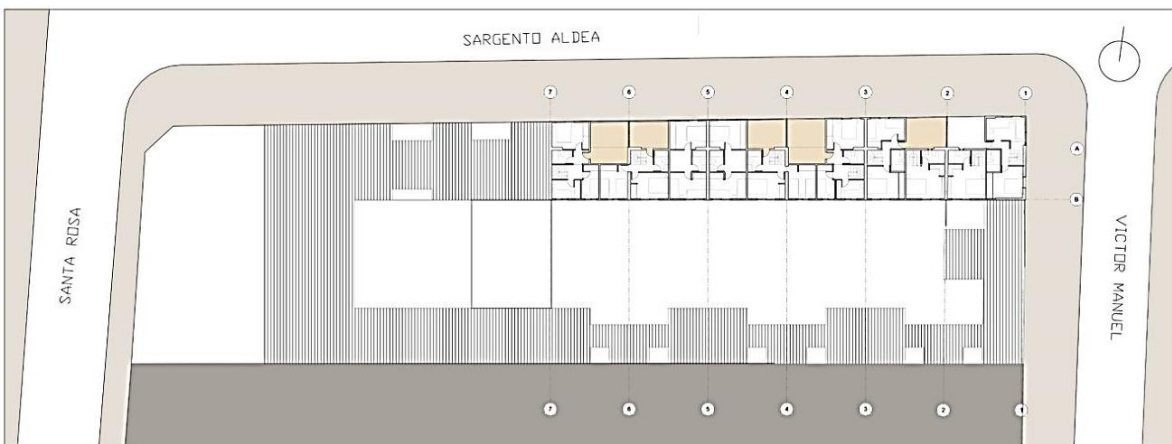 SARGENTO ALDEA
7 6 5 4 3 2 1
A
B
SANTA ROSA
VICTOR MANUEL
7 6 5 4 3 2 1